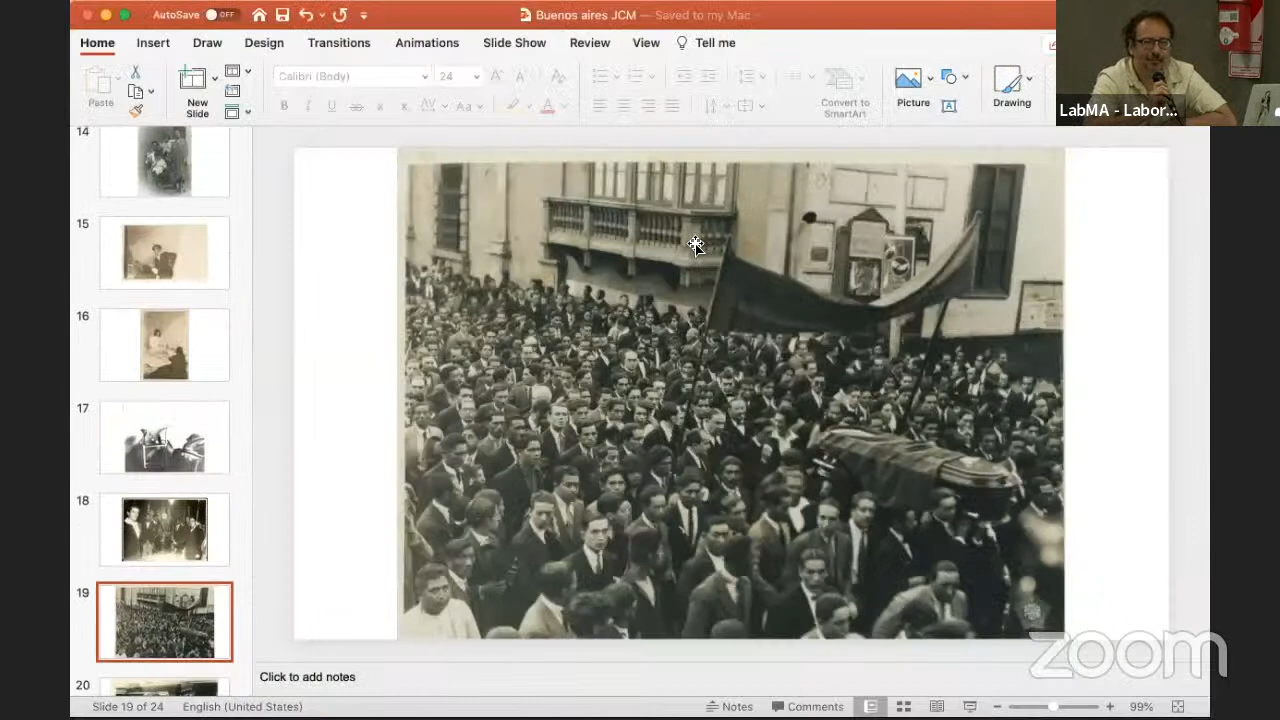 AutoSave OFF
Buenos aires JCM — Saved to my Mac
Home Insert Draw Design Transitions Animations Slide Show Review View Tell me
Paste
New
Slide
Calibri (Body) 24
B I U
Aa
A
Convert to
SmartArt
Picture
Drawing
LabMA - Labor...
14
15
16
17
18
19
20
Click to add notes
Slide 19 of 24 English (United States) Notes Comments 99%
zoom